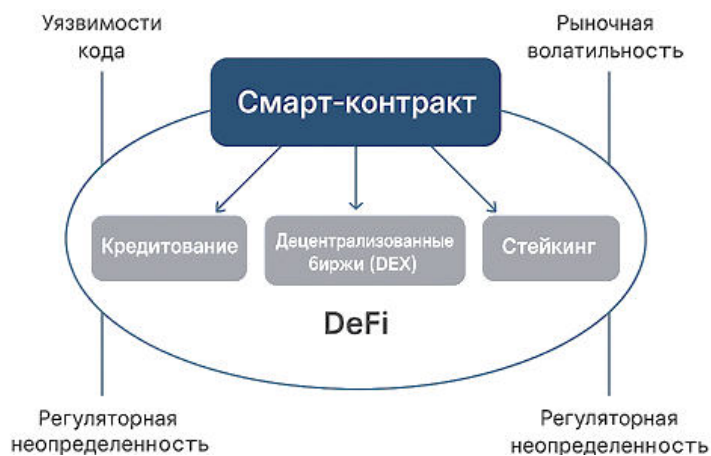 Уязвимости
кода
Рыночная
волатильность
Смарт-контракт
Кредитование
Децентрализованные
биржи (DEX)
Стейкинг
DeFi
Регуляторная
неопределенность
Регуляторная
неопределенность